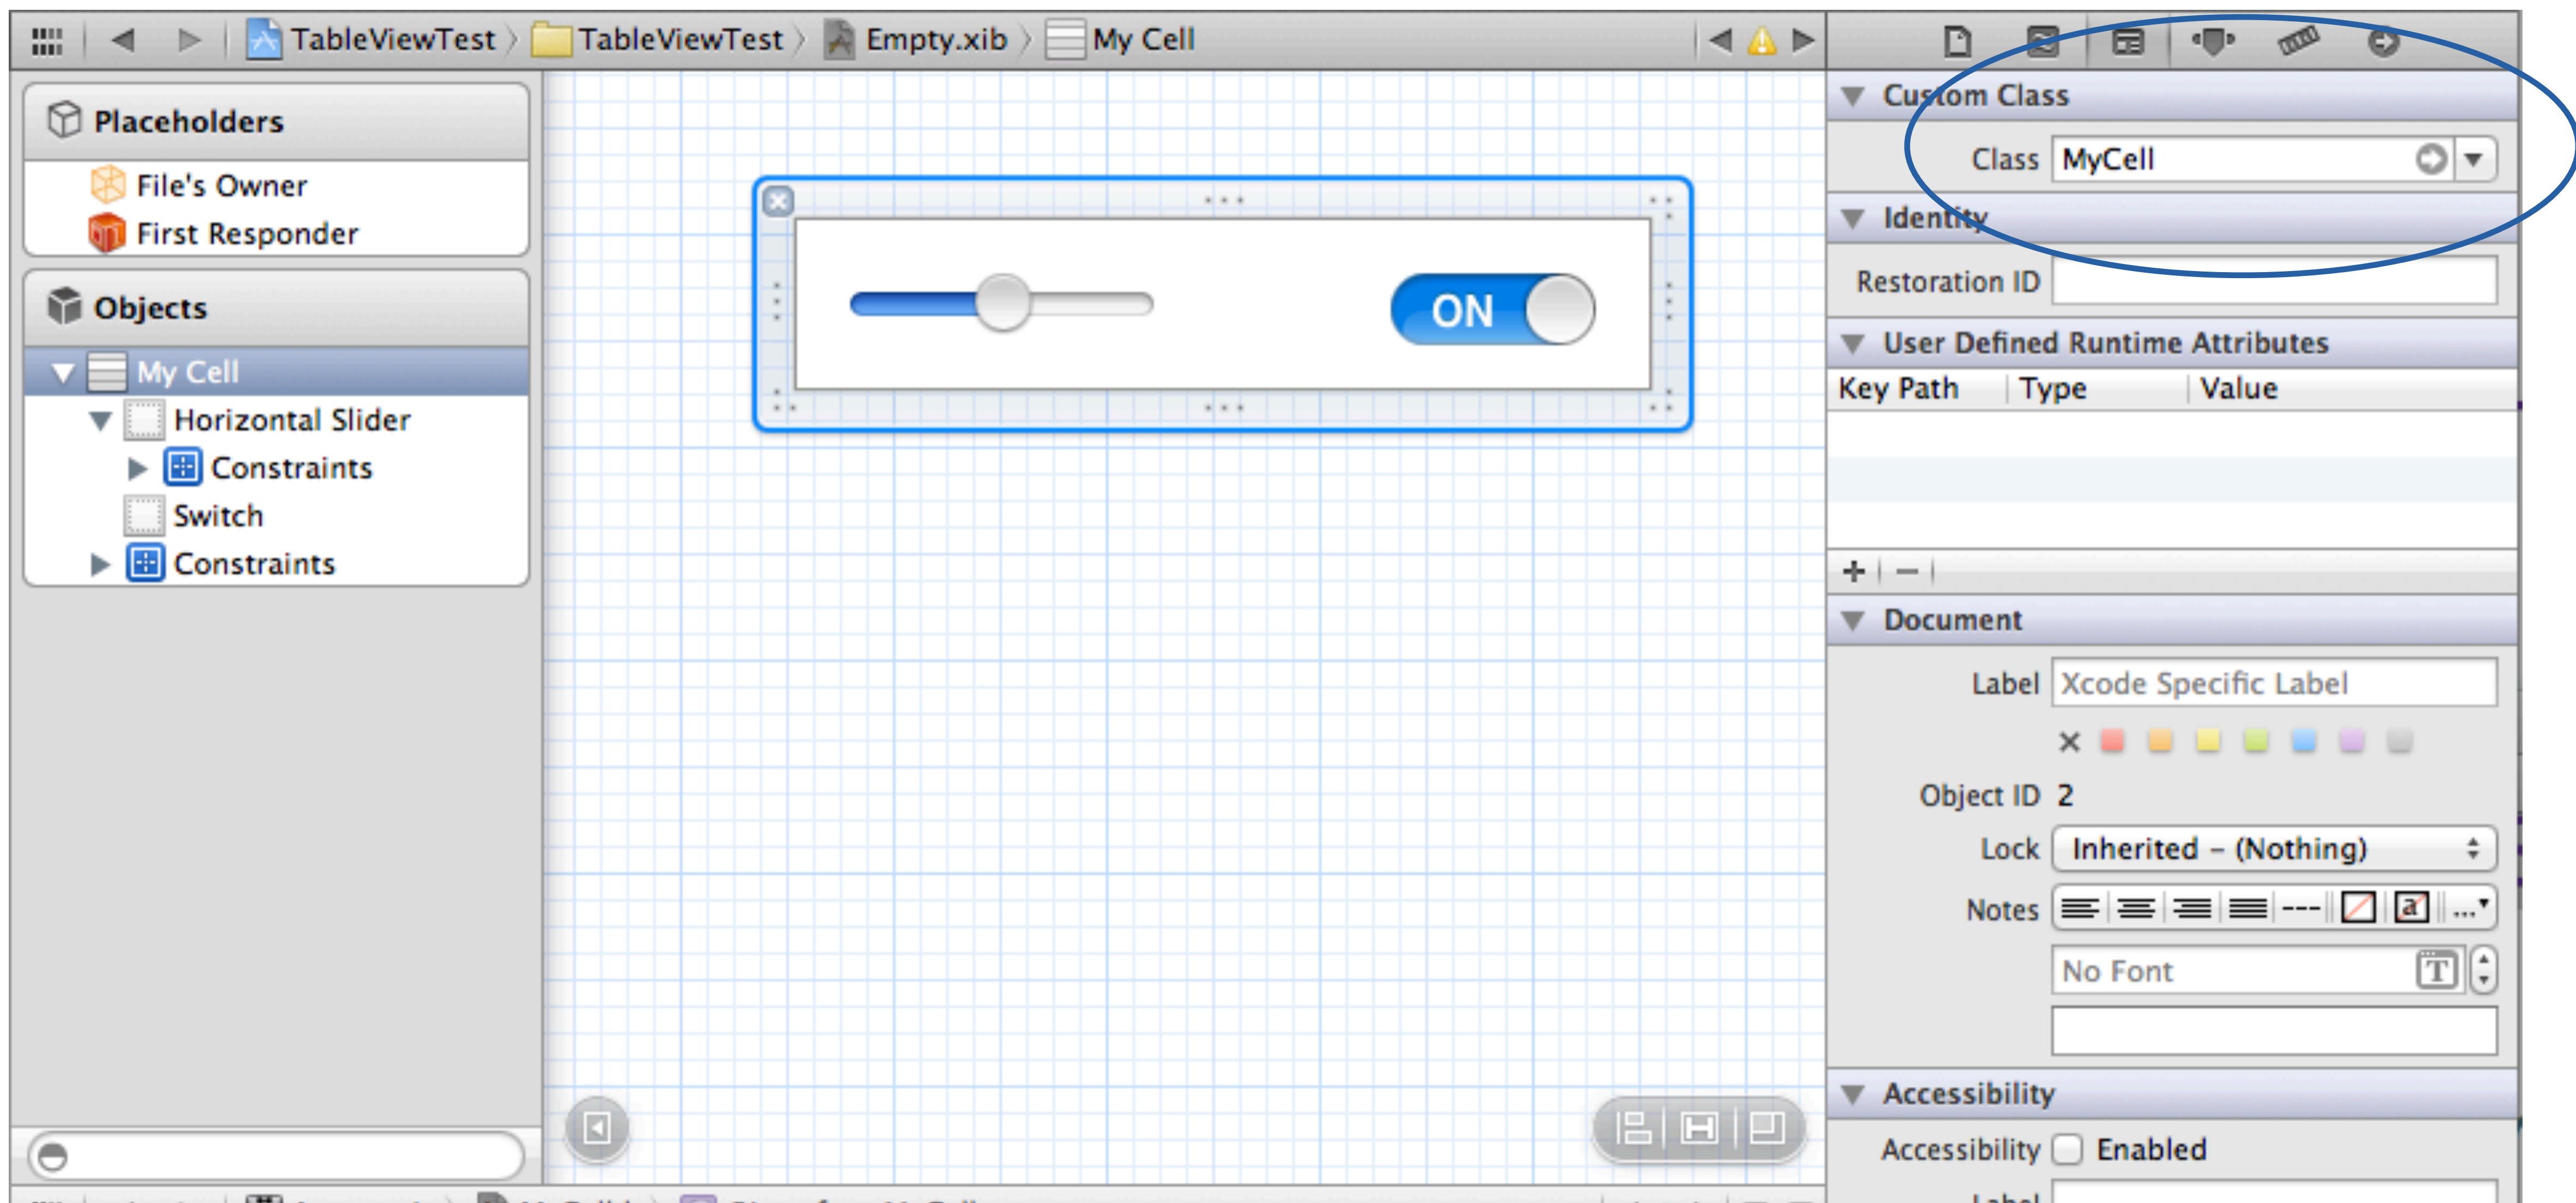 TableViewTest TableViewTest Empty.xib My Cell
Placeholders
File's Owner
First Responder
Objects
My Cell
Horizontal Slider
Constraints
Switch
Constraints
ON
Custom Class
Class MyCell
Identity
Restoration ID
User Defined Runtime Attributes
Key Path Type Value
+ −
Document
Label Xcode Specific Label
Object ID 2
Lock Inherited – (Nothing)
Notes
No Font T
Accessibility
Accessibility Enabled
Label